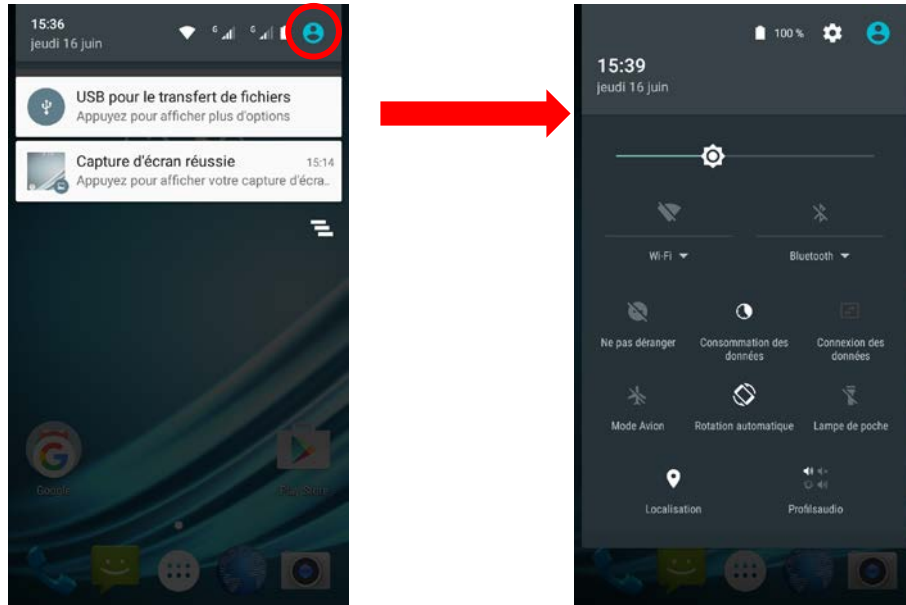 15:36
jeudi 16 juin
G
G
USB pour le transfert de fichiers
Appuyez pour afficher plus d'options
Capture d'écran réussie
15:14
Appuyez pour afficher votre capture d'écra..
Google
Play Store
100 %
15:39
jeudi 16 juin
Wi-Fi
Bluetooth
Ne pas déranger
Consommation des
données
Connexion des
données
Mode Avion
Rotation automatique
Lampe de poche
Localisation
Profilsaudio